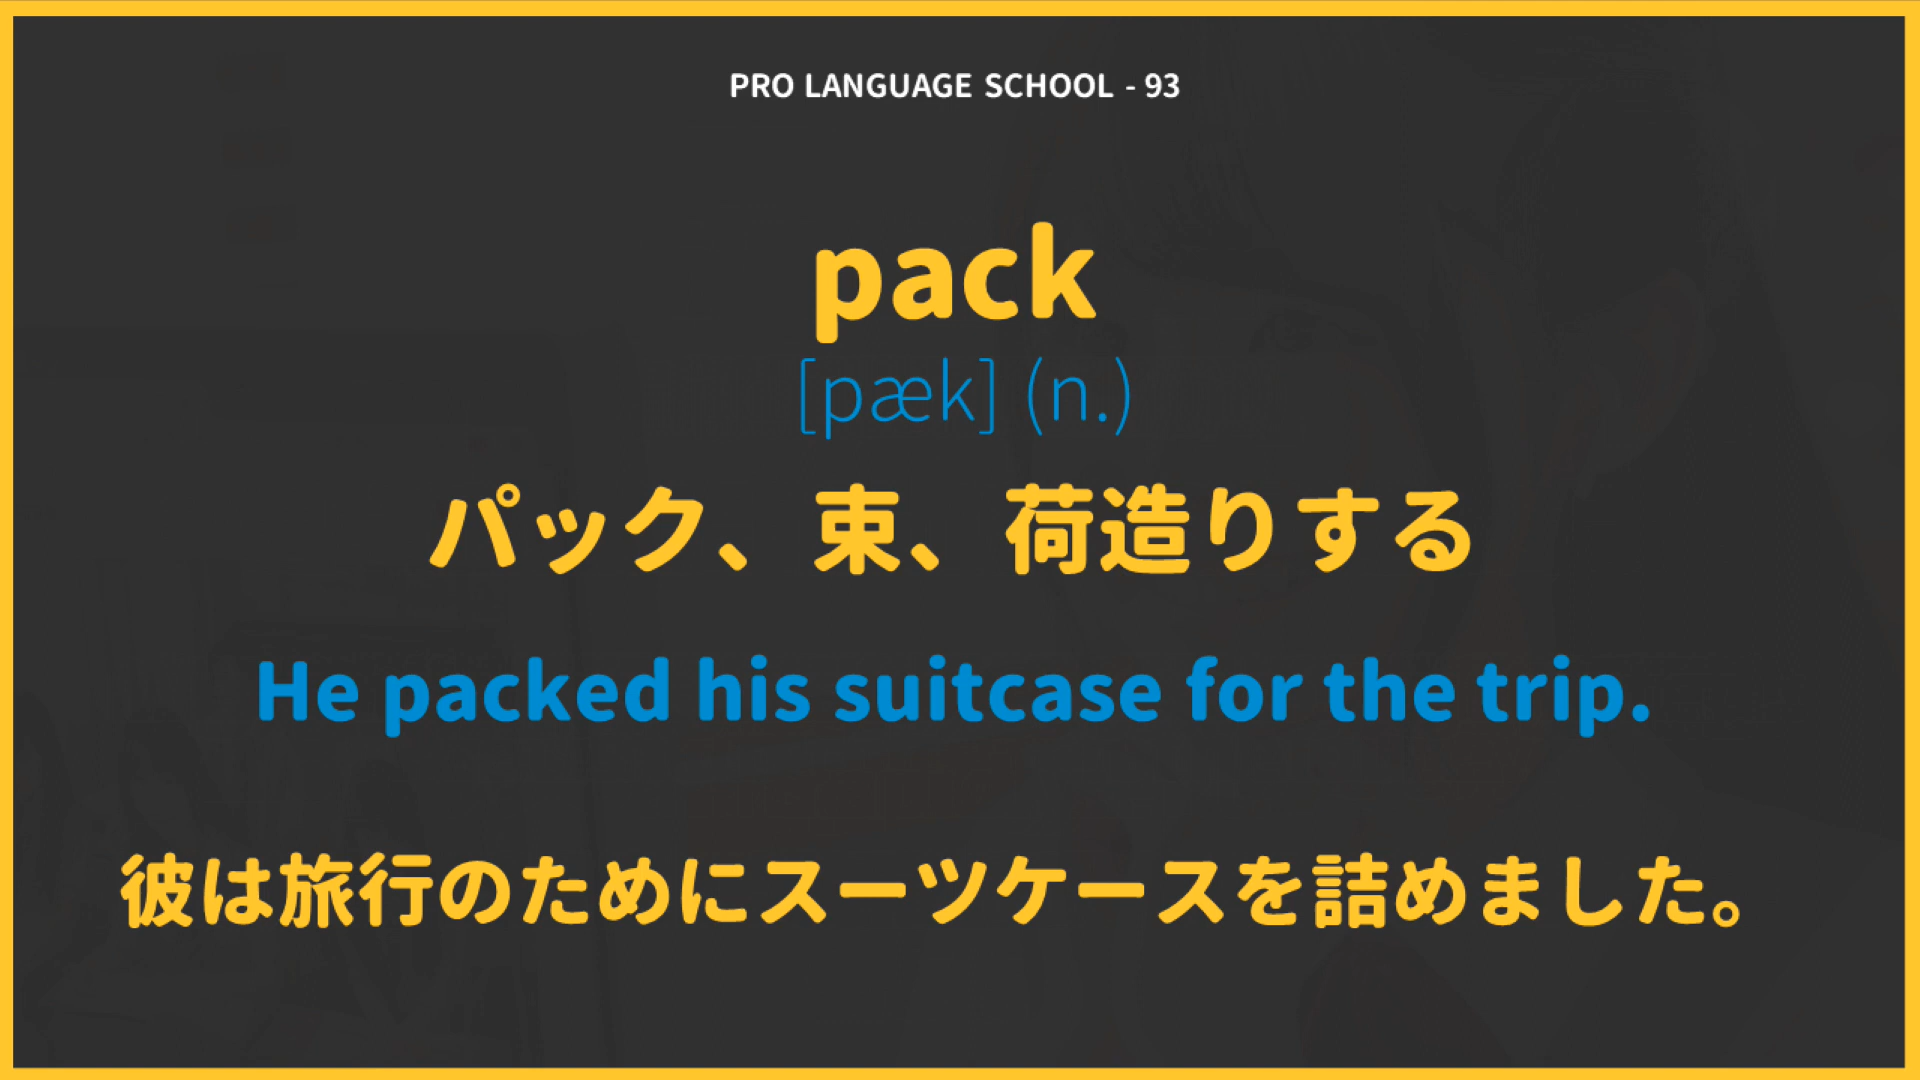 PRO LANGUAGE SCHOOL - 93
pack
[pæk] (n.)
パック、束、荷造りする
He packed his suitcase for the trip.
彼は旅行のためにスーツケースを詰めました。